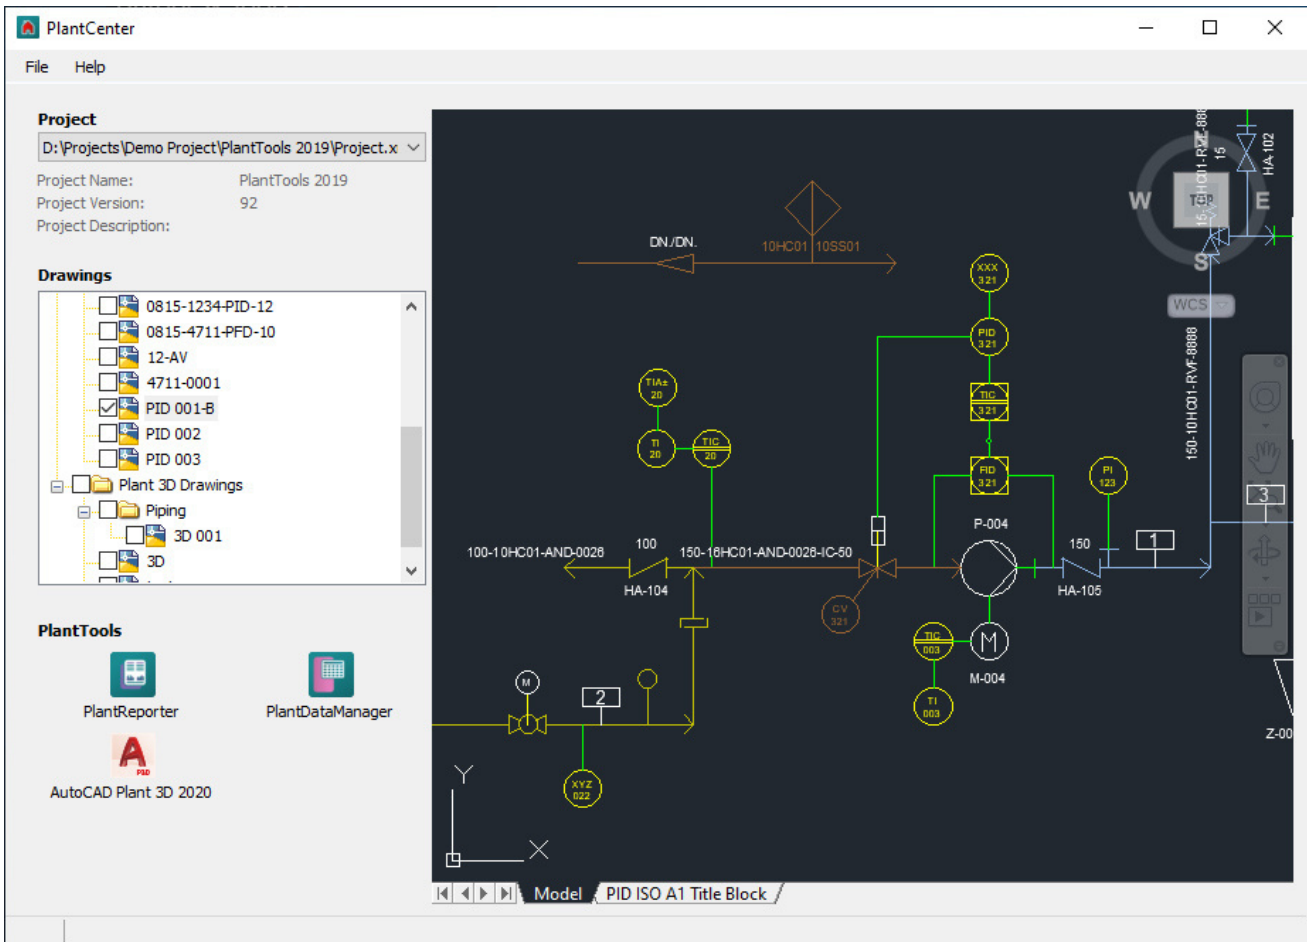 PlantCenter
File Help
Project
D:\Projects\Demo Project\PlantTools 2019\Project.x
Project Name: PlantTools 2019
Project Version: 92
Project Description:
Drawings
0815-1234-PID-12
0815-4711-PFD-10
12-AV
4711-0001
PID 001-B
PID 002
PID 003
Plant 3D Drawings
Piping
3D 001
3D
PlantTools
PlantReporter
PlantDataManager
AutoCAD Plant 3D 2020
DN./DN.
10HC01
10SS01
XXX
321
PID
321
TIC
321
FID
321
TIA±
20
TI
20
TIC
20
PI
123
P-004
100-10HC01-AND-0026
100
HA-104
150-16HC01-AND-0026-IC-50
CV
321
150
HA-105
1
TIC
003
M
M-004
TI
003
M
2
XYZ
022
150-10HC01-RVF-8888
15
HA-102
W
TOP
E
S
WCS
3
Z-00
Y
X
Model
PID ISO A1 Title Block